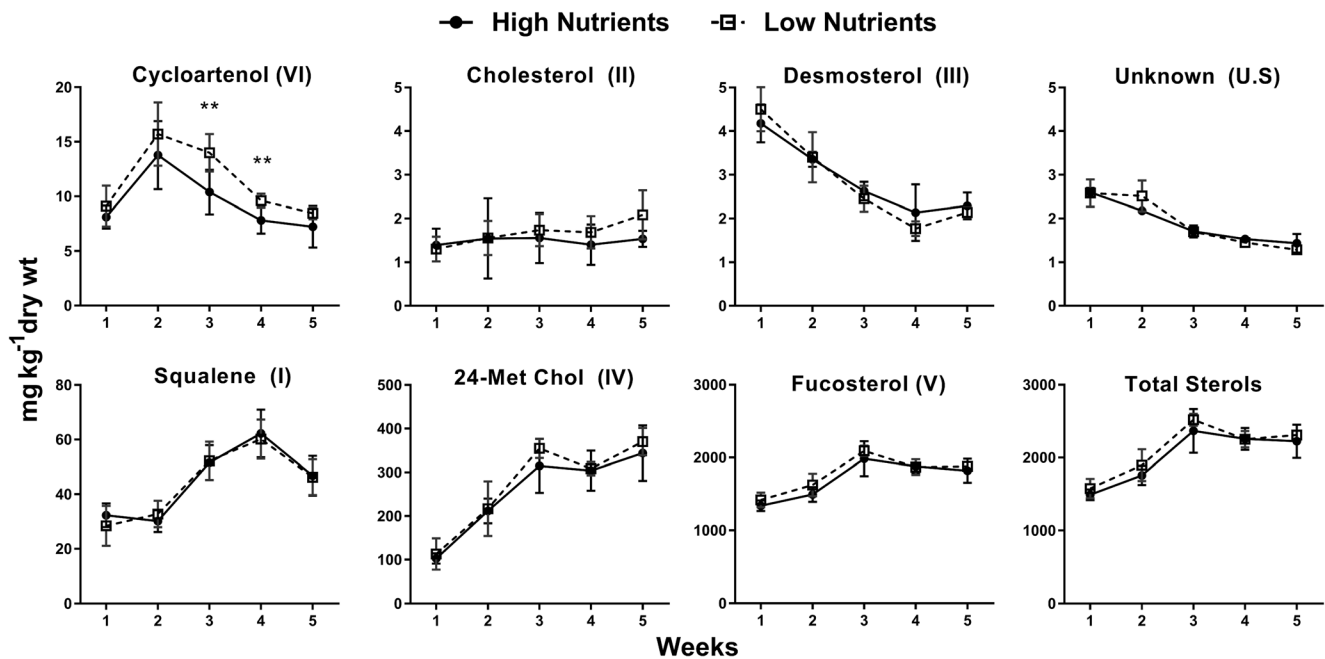 High Nutrients Low Nutrients
Cycloartenol (VI) Cholesterol (II) Desmosterol (III) Unknown (U.S)
20 5 5 5
** 4 4 4
15
** 3 3 3
10
2 2 2
5
1 1 1
0 0 0 0
1 2 3 4 5 1 2 3 4 5 1 2 3 4 5 1 2 3 4 5
mg kg-1dry wt
Squalene (I) 24-Met Chol (IV) Fucosterol (V) Total Sterols
80 500 3000 3000
400
60
300 2000 2000
40
200
1000 1000
20
100
0 0 0 0
1 2 3 4 5 1 2 3 4 5 1 2 3 4 5 1 2 3 4 5
Weeks